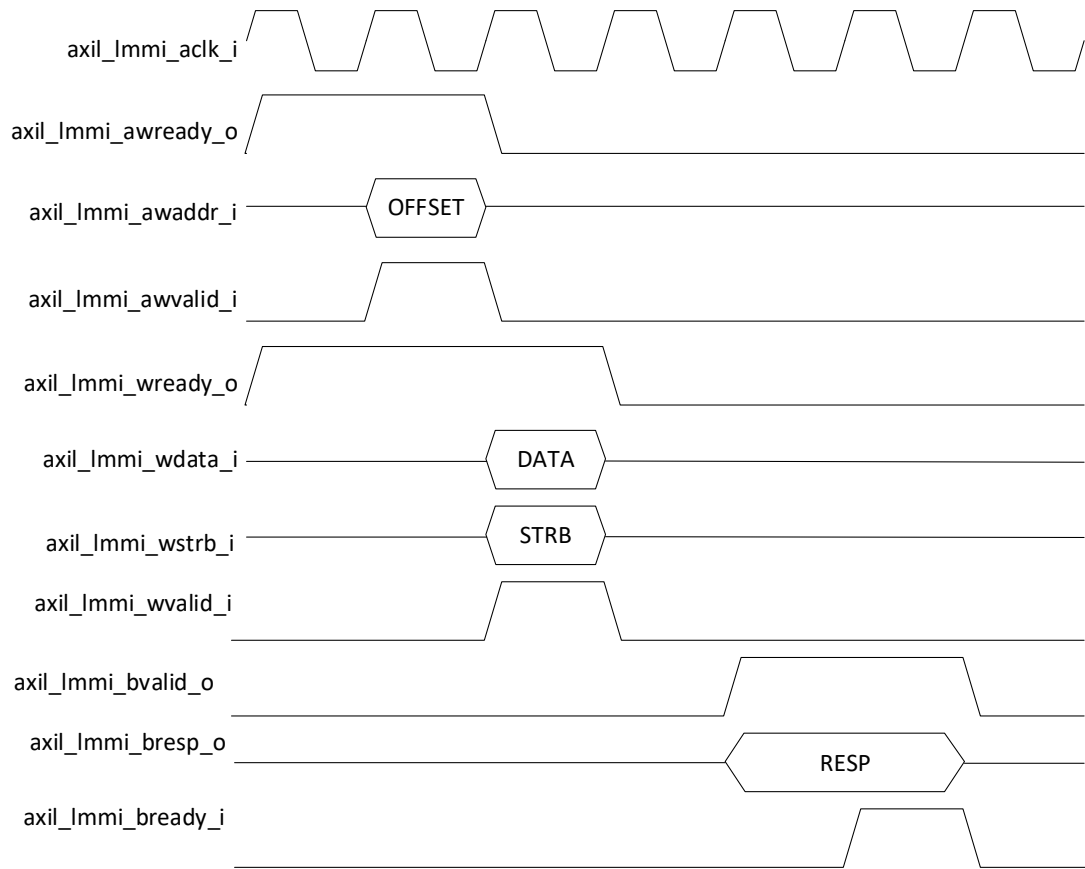 axil_lmmi_aclk_i
axil_lmmi_awready_o
axil_lmmi_awaddr_i
OFFSET
axil_lmmi_awvalid_i
axil_lmmi_wready_o
axil_lmmi_wdata_i
DATA
axil_lmmi_wstrb_i
STRB
axil_lmmi_wvalid_i
axil_lmmi_bvalid_o
axil_lmmi_bresp_o
RESP
axil_lmmi_bready_i